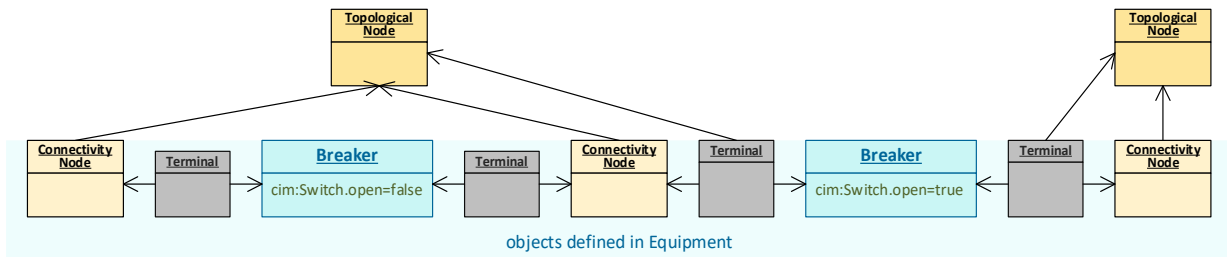 Topological
Node
Topological
Node
Connectivity
Node
Terminal
Breaker
cim:Switch.open=false
Terminal
Connectivity
Node
Terminal
Breaker
cim:Switch.open=true
Terminal
Connectivity
Node
objects defined in Equipment